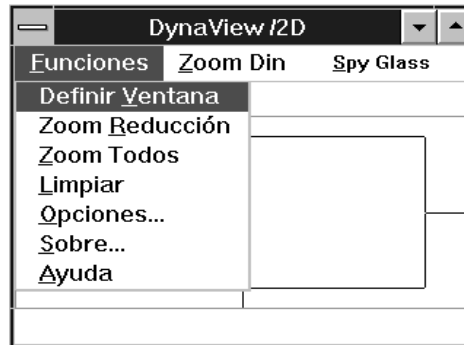 DynaView /2D
Funciones Zoom Din Spy Glass
Definir Ventana
Zoom Reducción
Zoom Todos
Limpiar
Opciones...
Sobre...
Ayuda